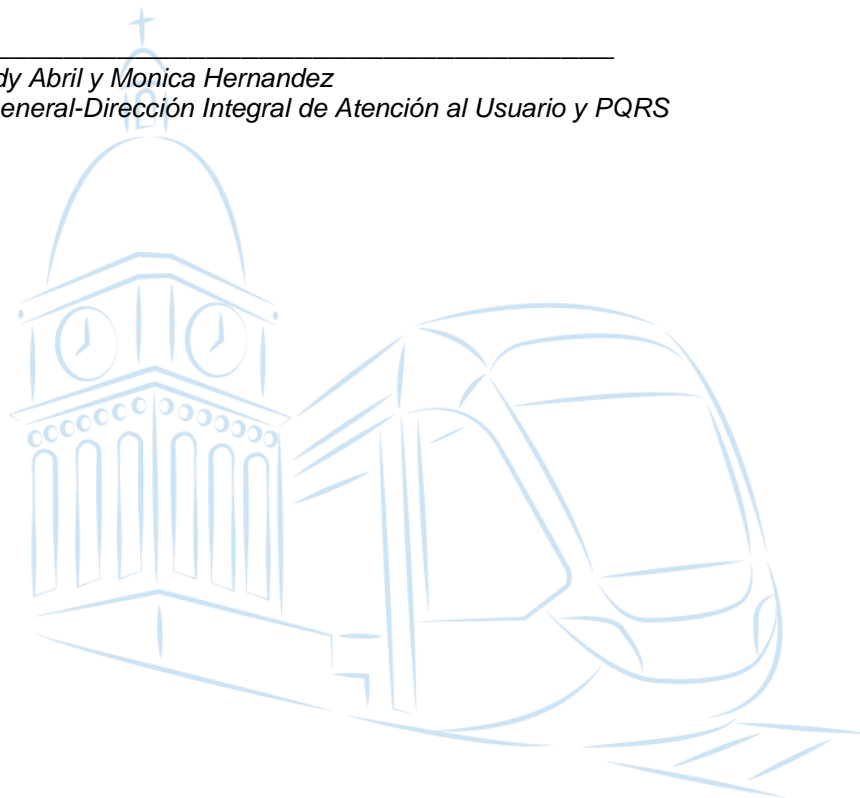 dy Abril y Monica Hernandez
eneral-Dirección Integral de Atención al Usuario y PQRS